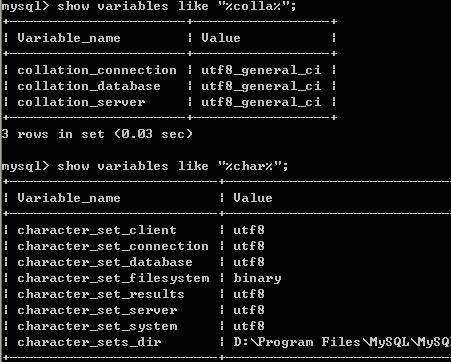 mysql> show variables like "%colla%";
+----------------------+-----------------+
| Variable_name        | Value           |
+----------------------+-----------------+
| collation_connection | utf8_general_ci |
| collation_database   | utf8_general_ci |
| collation_server     | utf8_general_ci |
+----------------------+-----------------+
3 rows in set (0.03 sec)
mysql> show variables like "%char%";
+--------------------------+---------------------------
| Variable_name            | Value
+--------------------------+---------------------------
| character_set_client     | utf8
| character_set_connection | utf8
| character_set_database   | utf8
| character_set_filesystem | binary
| character_set_results    | utf8
| character_set_server     | utf8
| character_set_system     | utf8
| character_sets_dir       | D:\Program Files\MySQL\MySQL
+--------------------------+---------------------------